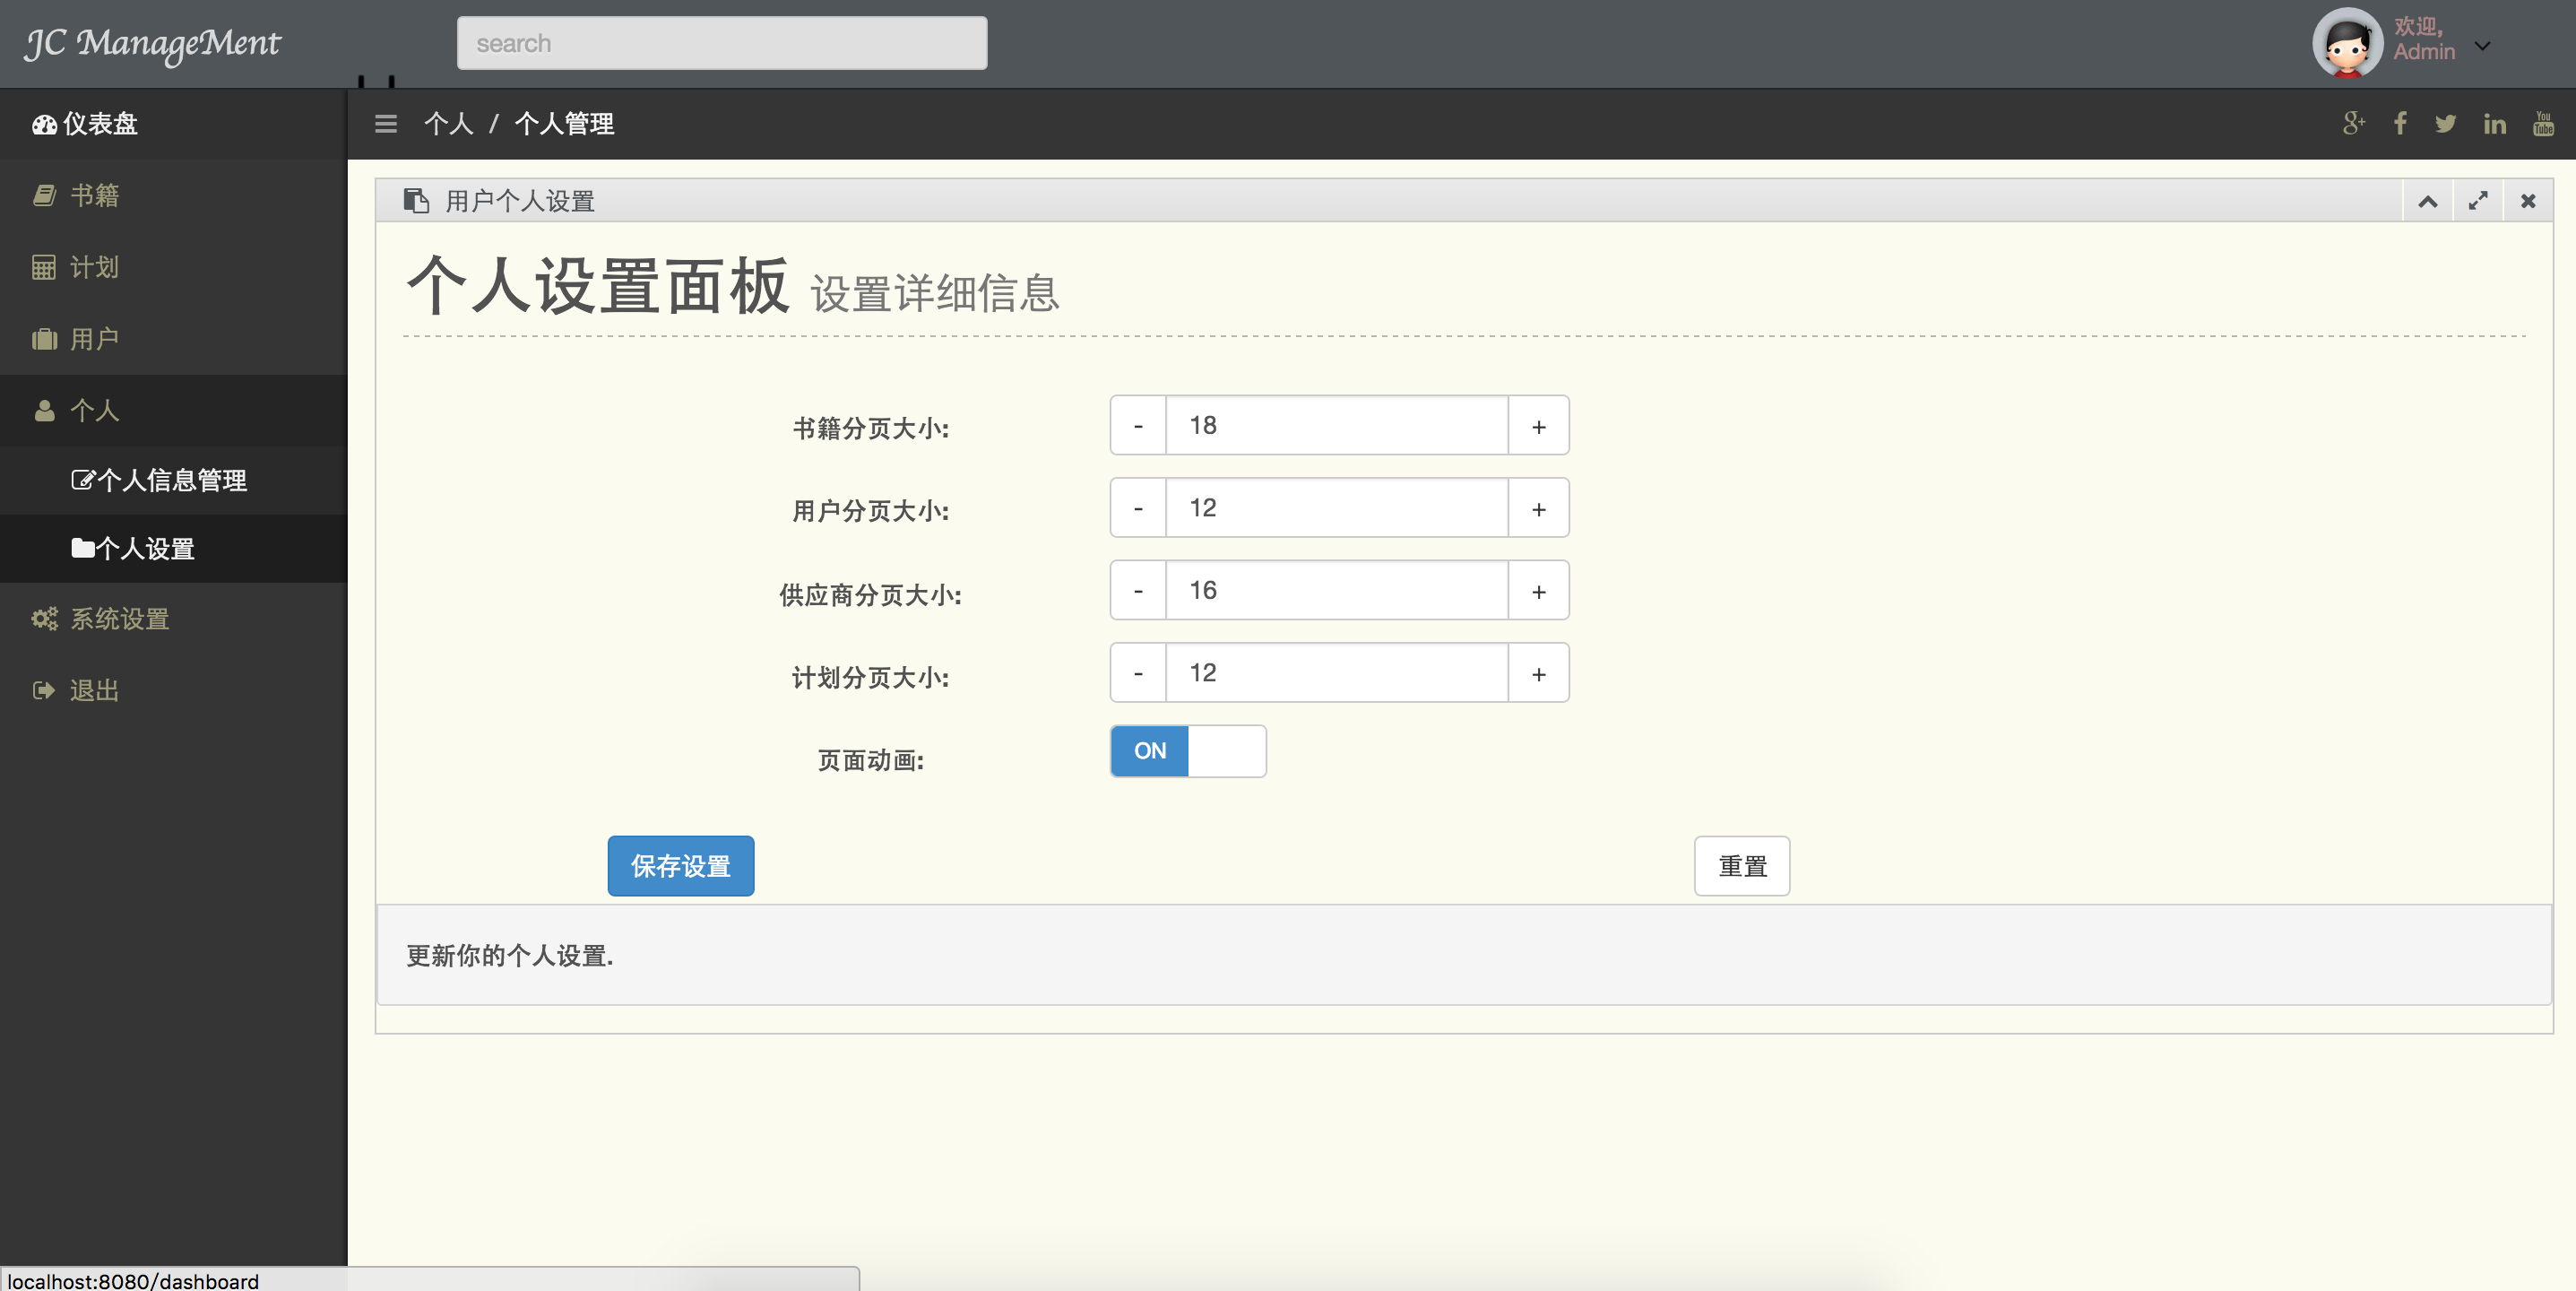 JC ManageMent
search
欢迎,
Admin
仪表盘
个人 / 个人管理
书籍
计划
用户
个人
个人信息管理
个人设置
系统设置
退出
用户个人设置
个人设置面板 设置详细信息
书籍分页大小: - 18 +
用户分页大小: - 12 +
供应商分页大小: - 16 +
计划分页大小: - 12 +
页面动画: ON
保存设置 重置
更新你的个人设置.
localhost:8080/dashboard